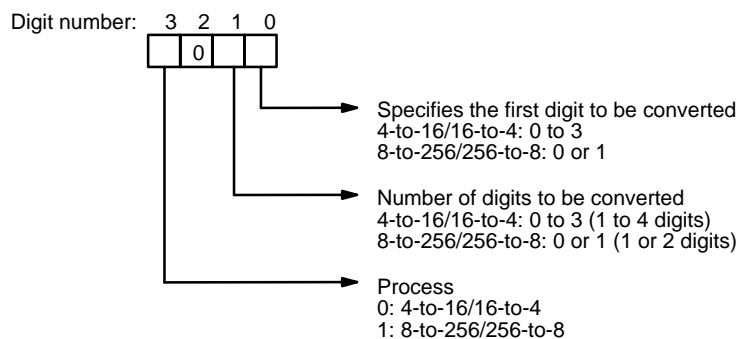 Digit number: 3 2 1 0
0
Specifies the first digit to be converted
4-to-16/16-to-4: 0 to 3
8-to-256/256-to-8: 0 or 1
Number of digits to be converted
4-to-16/16-to-4: 0 to 3 (1 to 4 digits)
8-to-256/256-to-8: 0 or 1 (1 or 2 digits)
Process
0: 4-to-16/16-to-4
1: 8-to-256/256-to-8